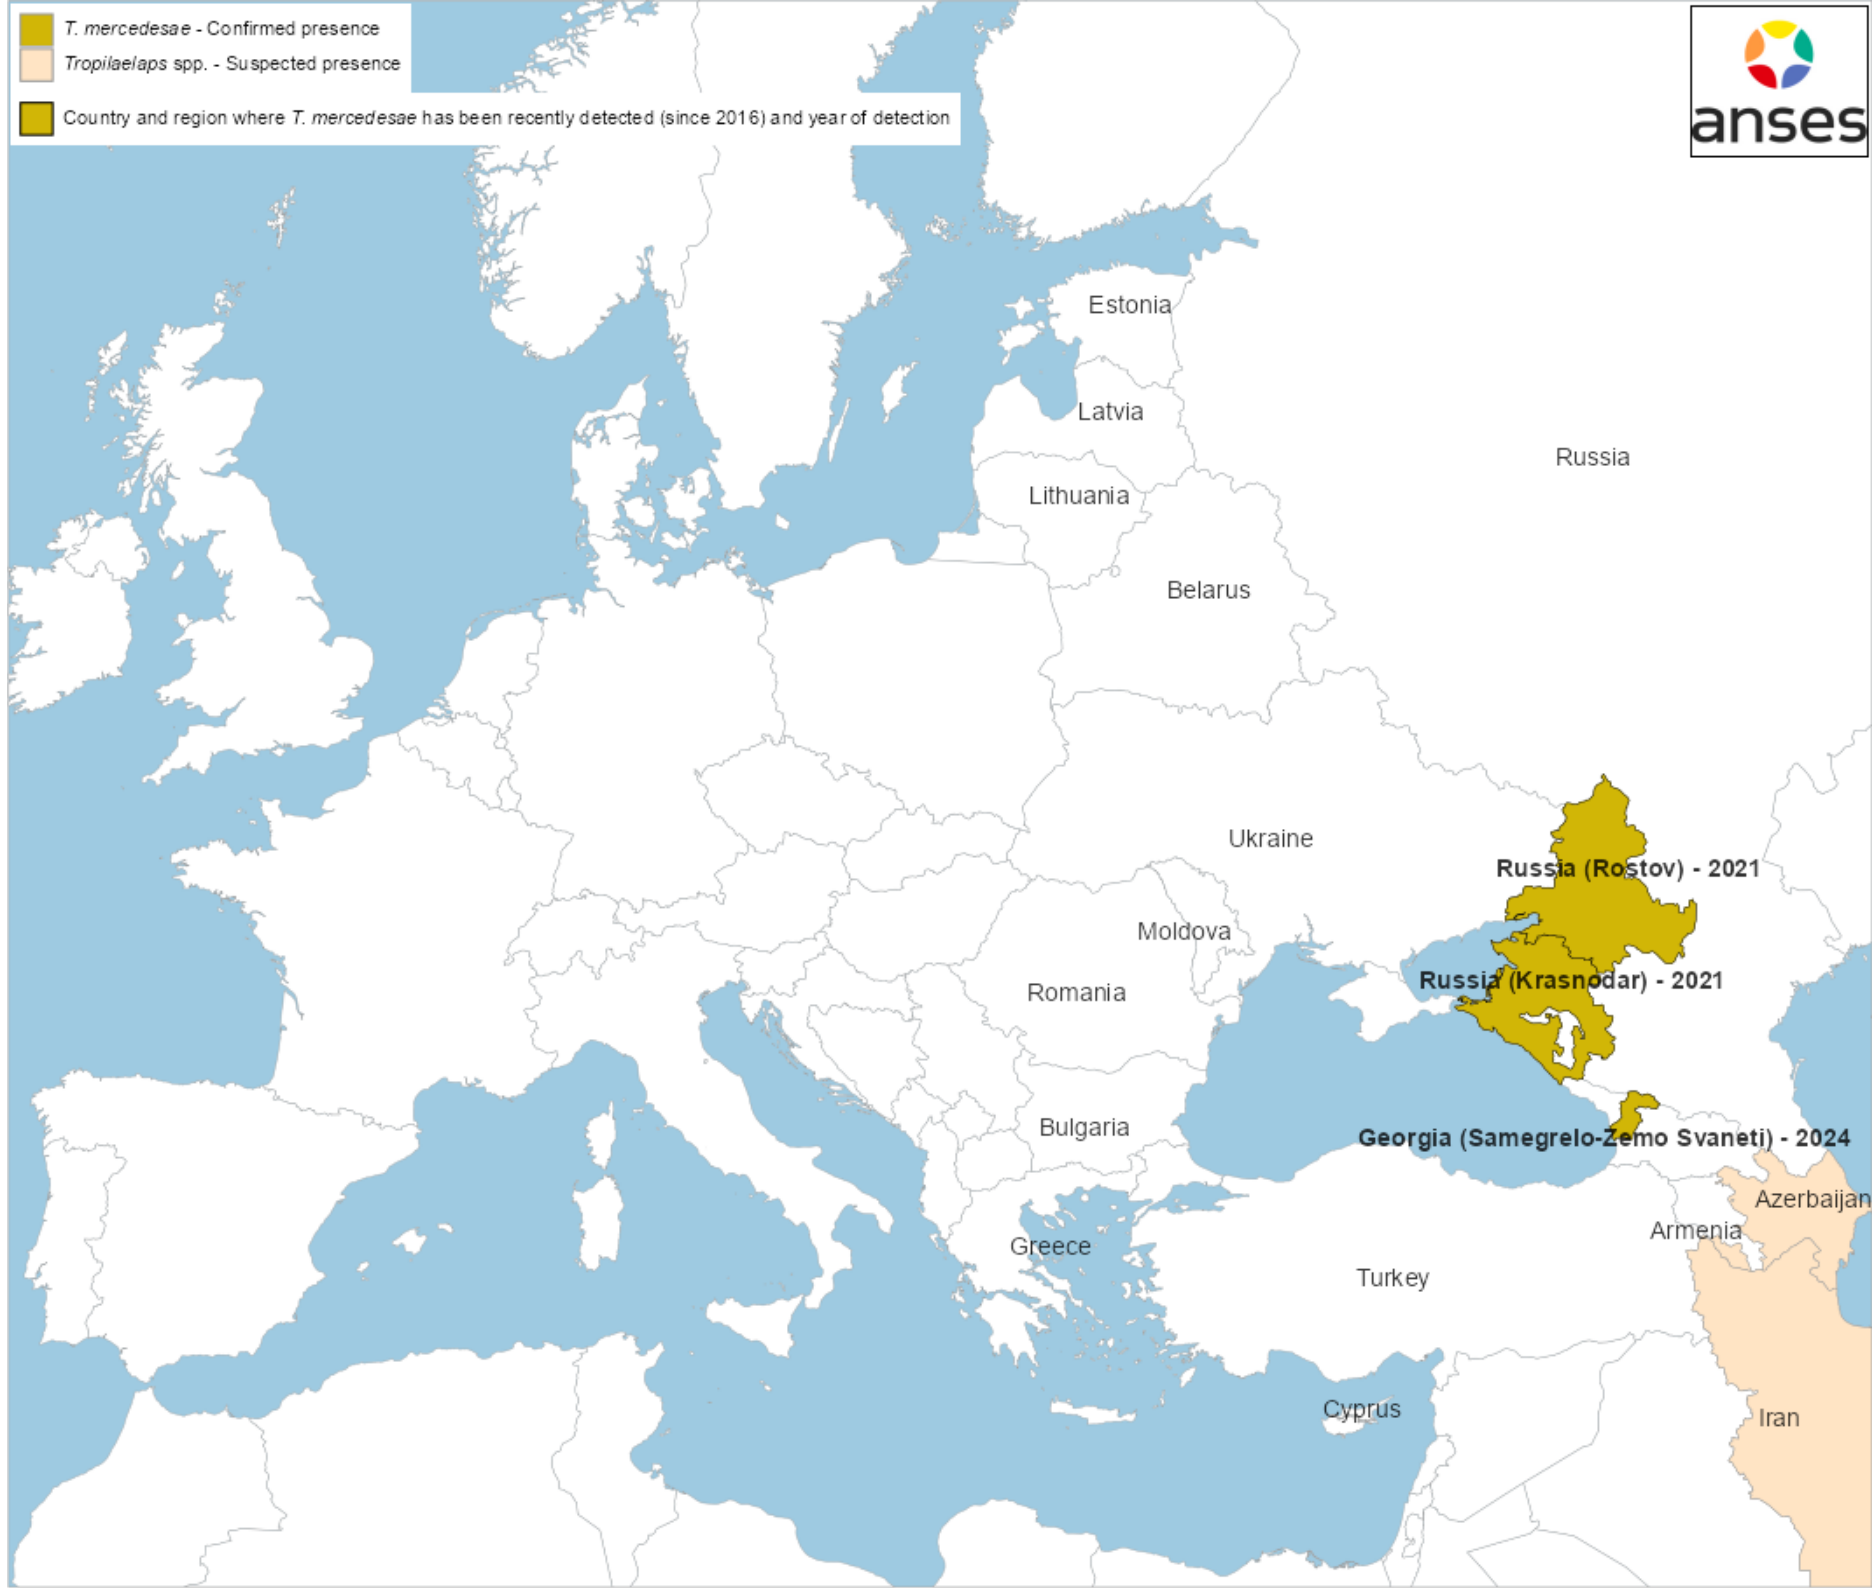 T. mercedesae - Confirmed presence
Tropilaelaps spp. - Suspected presence
Country and region where T. mercedesae has been recently detected (since 2016) and year of detection
anses
Estonia
Latvia
Russia
Lithuania
Belarus
Ukraine
Russia (Rostov) - 2021
Moldova
Russia (Krasnodar) - 2021
Romania
Bulgaria
Georgia (Samegrelo-Zemo Svaneti) - 2024
Azerbaijan
Armenia
Greece
Turkey
Cyprus
Iran